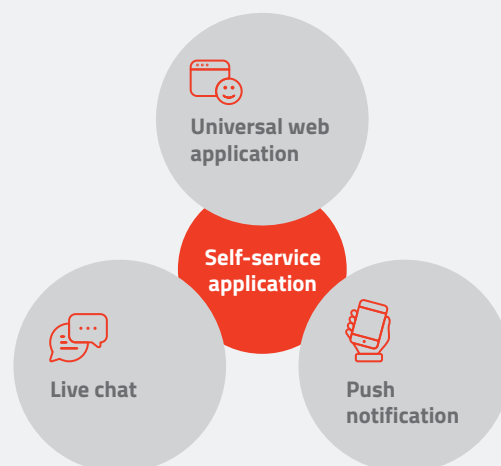 Universal web
application
Self-service
application
Live chat
Push
notification